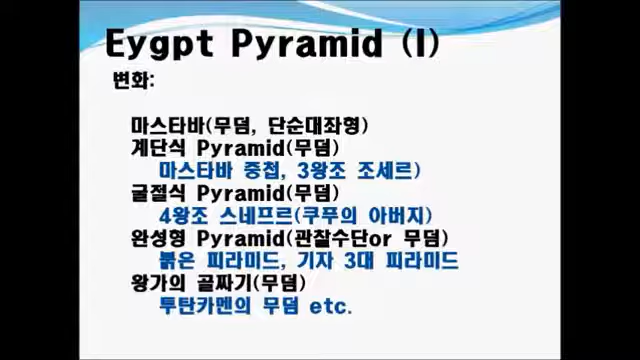 Eygpt Pyramid (I)
변화:
마스타바(무덤, 단순대좌형)
계단식 Pyramid(무덤)
마스타바 중첩, 3왕조 조세르)
굴절식 Pyramid(무덤)
4왕조 스네프르(쿠푸의 아버지)
완성형 Pyramid(관찰수단or 무덤)
붉은 피라미드, 기자 3대 피라미드
왕가의 골짜기(무덤)
투탄카멘의 무덤 etc.